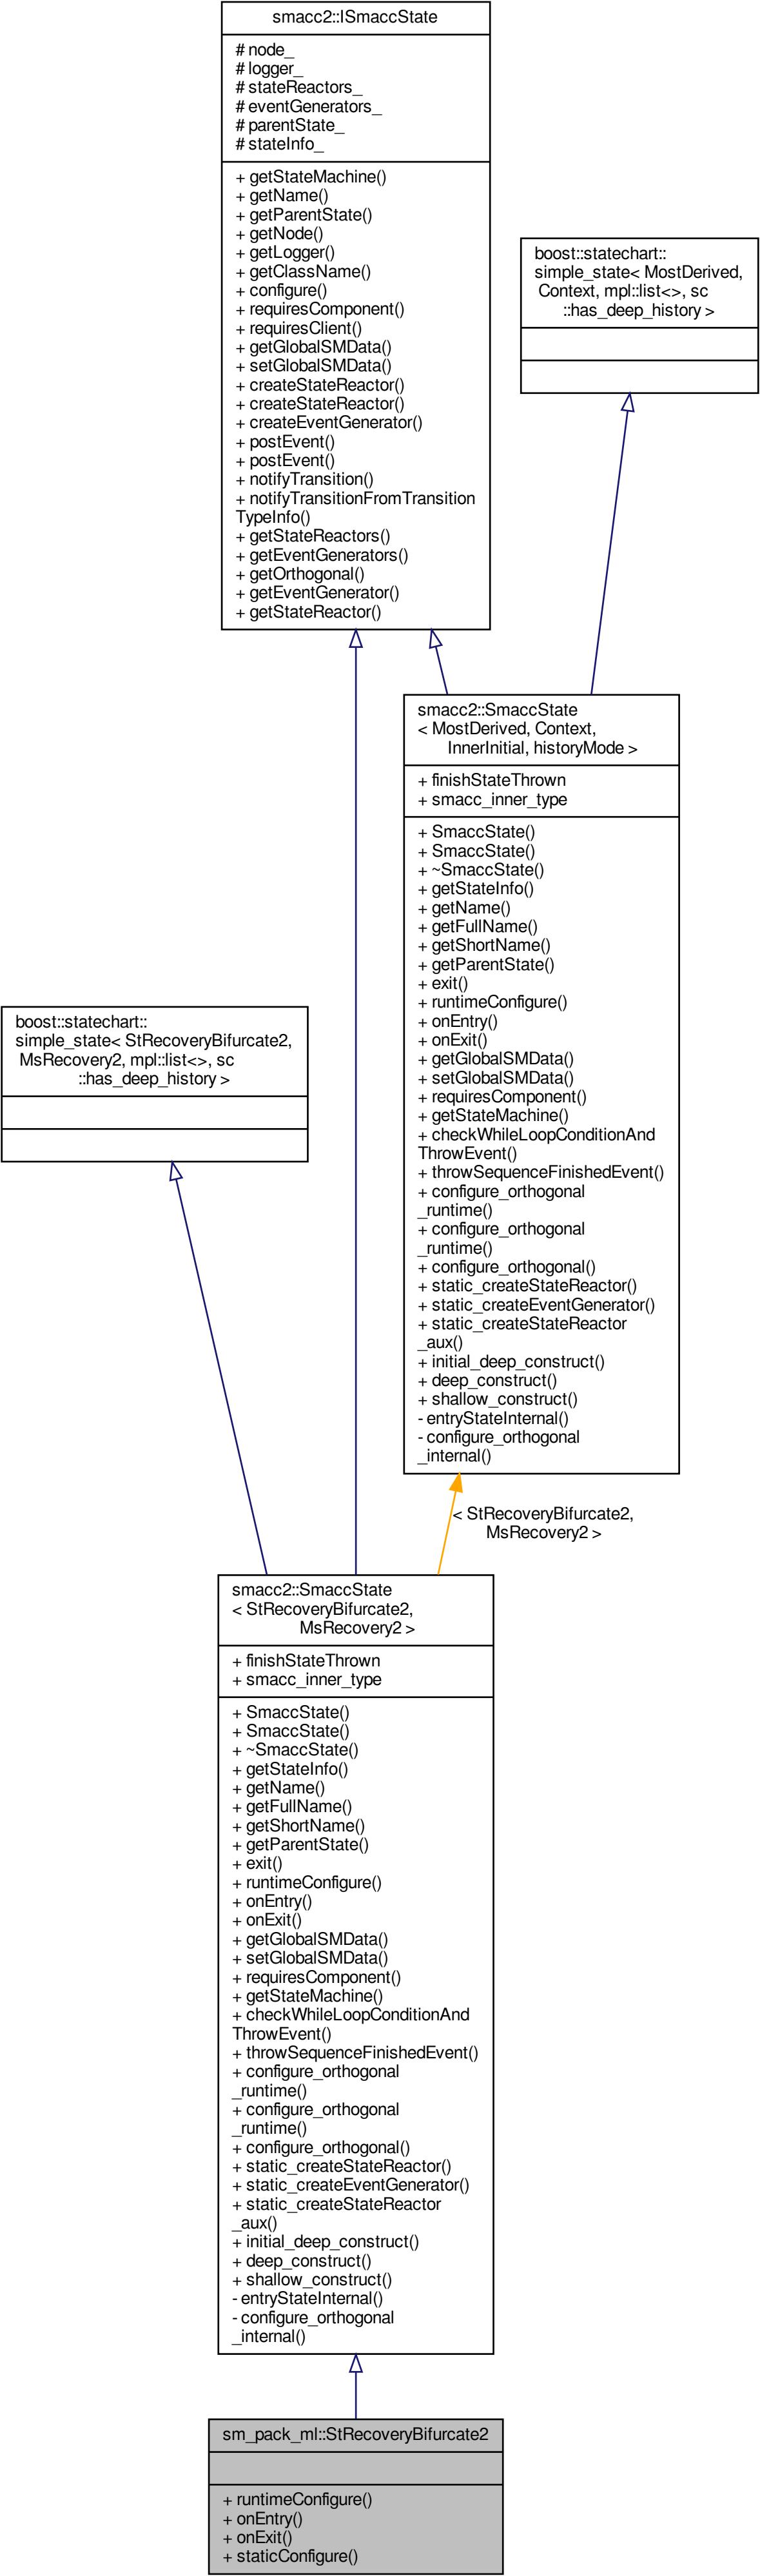 smacc2::ISmaccState
# node_
# logger_
# stateReactors_
# eventGenerators_
# parentState_
# stateInfo_
+ getStateMachine()
+ getName()
+ getParentState()
+ getNode()
+ getLogger()
+ getClassName()
+ configure()
+ requiresComponent()
+ requiresClient()
+ getGlobalSMData()
+ setGlobalSMData()
+ createStateReactor()
+ createStateReactor()
+ createEventGenerator()
+ postEvent()
+ postEvent()
+ notifyTransition()
+ notifyTransitionFromTransition
TypeInfo()
+ getStateReactors()
+ getEventGenerators()
+ getOrthogonal()
+ getEventGenerator()
+ getStateReactor()
boost::statechart::
simple_state< MostDerived,
Context, mpl::list<>, sc
::has_deep_history >
smacc2::SmaccState
< MostDerived, Context,
InnerInitial, historyMode >
+ finishStateThrown
+ smacc_inner_type
+ SmaccState()
+ SmaccState()
+ ~SmaccState()
+ getStateInfo()
+ getName()
+ getFullName()
+ getShortName()
+ getParentState()
+ exit()
+ runtimeConfigure()
+ onEntry()
+ onExit()
+ getGlobalSMData()
+ setGlobalSMData()
+ requiresComponent()
+ getStateMachine()
+ checkWhileLoopConditionAnd
ThrowEvent()
+ throwSequenceFinishedEvent()
+ configure_orthogonal
_runtime()
+ configure_orthogonal
_runtime()
+ configure_orthogonal()
+ static_createStateReactor()
+ static_createEventGenerator()
+ static_createStateReactor
_aux()
+ initial_deep_construct()
+ deep_construct()
+ shallow_construct()
- entryStateInternal()
- configure_orthogonal
_internal()
boost::statechart::
simple_state< StRecoveryBifurcate2,
MsRecovery2, mpl::list<>, sc
::has_deep_history >
< StRecoveryBifurcate2,
MsRecovery2 >
smacc2::SmaccState
< StRecoveryBifurcate2,
MsRecovery2 >
+ finishStateThrown
+ smacc_inner_type
+ SmaccState()
+ SmaccState()
+ ~SmaccState()
+ getStateInfo()
+ getName()
+ getFullName()
+ getShortName()
+ getParentState()
+ exit()
+ runtimeConfigure()
+ onEntry()
+ onExit()
+ getGlobalSMData()
+ setGlobalSMData()
+ requiresComponent()
+ getStateMachine()
+ checkWhileLoopConditionAnd
ThrowEvent()
+ throwSequenceFinishedEvent()
+ configure_orthogonal
_runtime()
+ configure_orthogonal
_runtime()
+ configure_orthogonal()
+ static_createStateReactor()
+ static_createEventGenerator()
+ static_createStateReactor
_aux()
+ initial_deep_construct()
+ deep_construct()
+ shallow_construct()
- entryStateInternal()
- configure_orthogonal
_internal()
sm_pack_ml::StRecoveryBifurcate2
+ runtimeConfigure()
+ onEntry()
+ onExit()
+ staticConfigure()